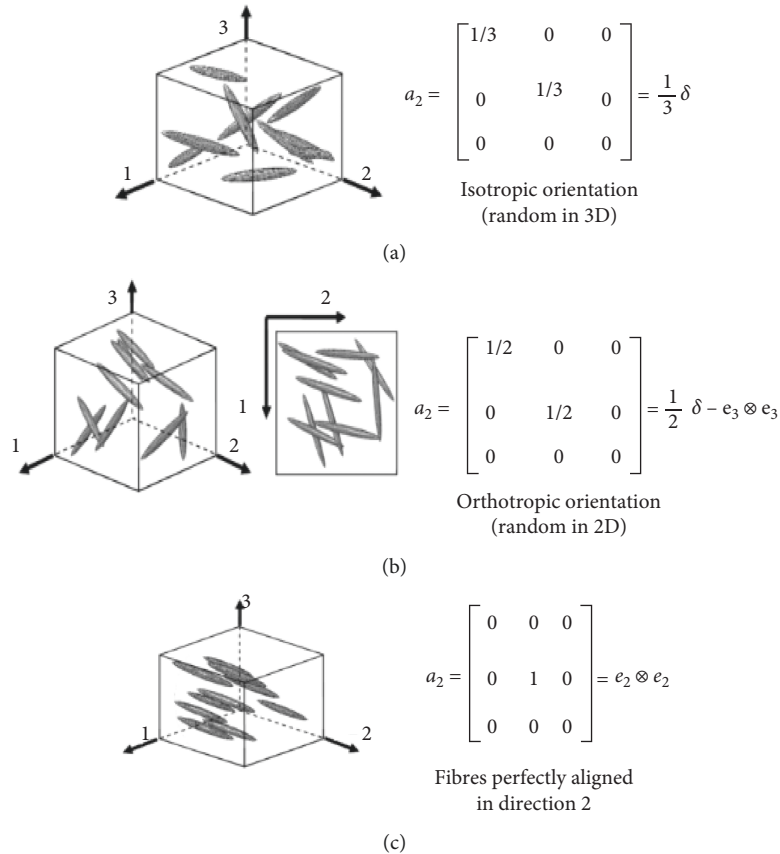 3
1
2
a₂ = [1/3 0 0
0 1/3 0
0 0 0] = 1/3 δ
Isotropic orientation
(random in 3D)
(a)
3
1
2
2
1
a₂ = [1/2 0 0
0 1/2 0
0 0 0] = 1/2 δ – e₃ ⊗ e₃
Orthotropic orientation
(random in 2D)
(b)
3
1
2
a₂ = [0 0 0
0 1 0
0 0 0] = e₂ ⊗ e₂
Fibres perfectly aligned
in direction 2
(c)